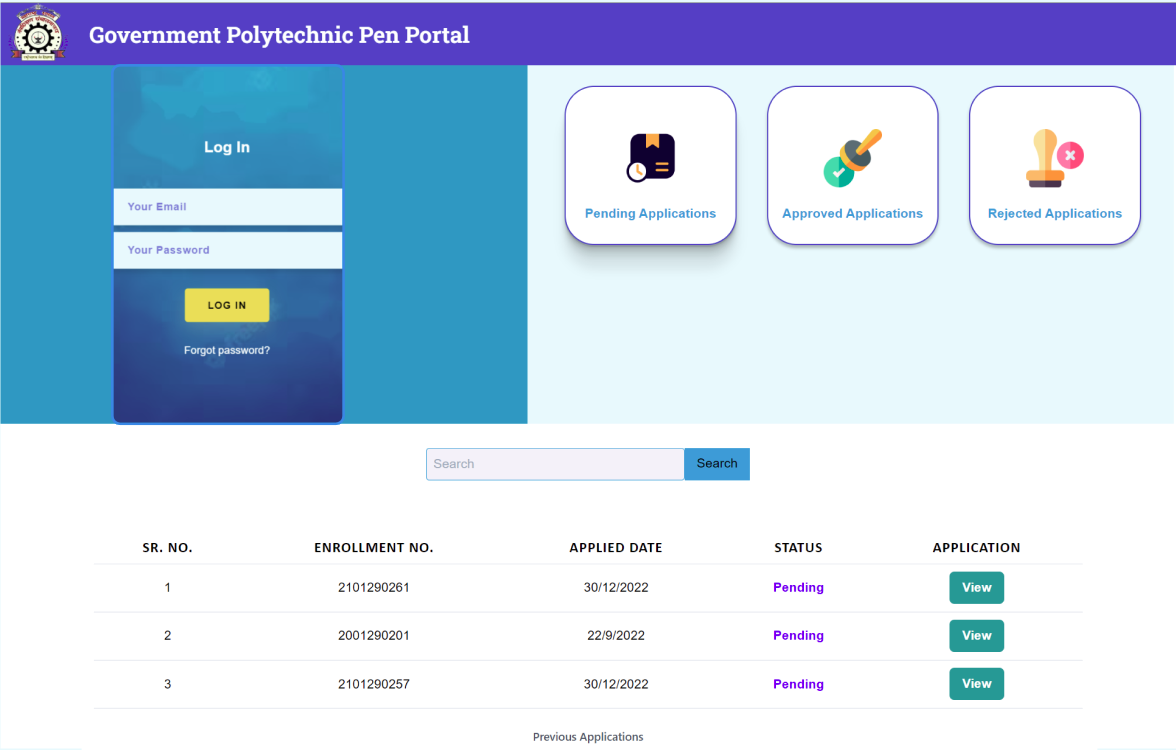 Government Polytechnic Pen Portal
Log In
Your Email
Your Password
LOG IN
Forgot password?
Pending Applications
Approved Applications
Rejected Applications
Search
Search
SR. NO. ENROLLMENT NO. APPLIED DATE STATUS APPLICATION
1 2101290261 30/12/2022 Pending View
2 2001290201 22/9/2022 Pending View
3 2101290257 30/12/2022 Pending View
Previous Applications